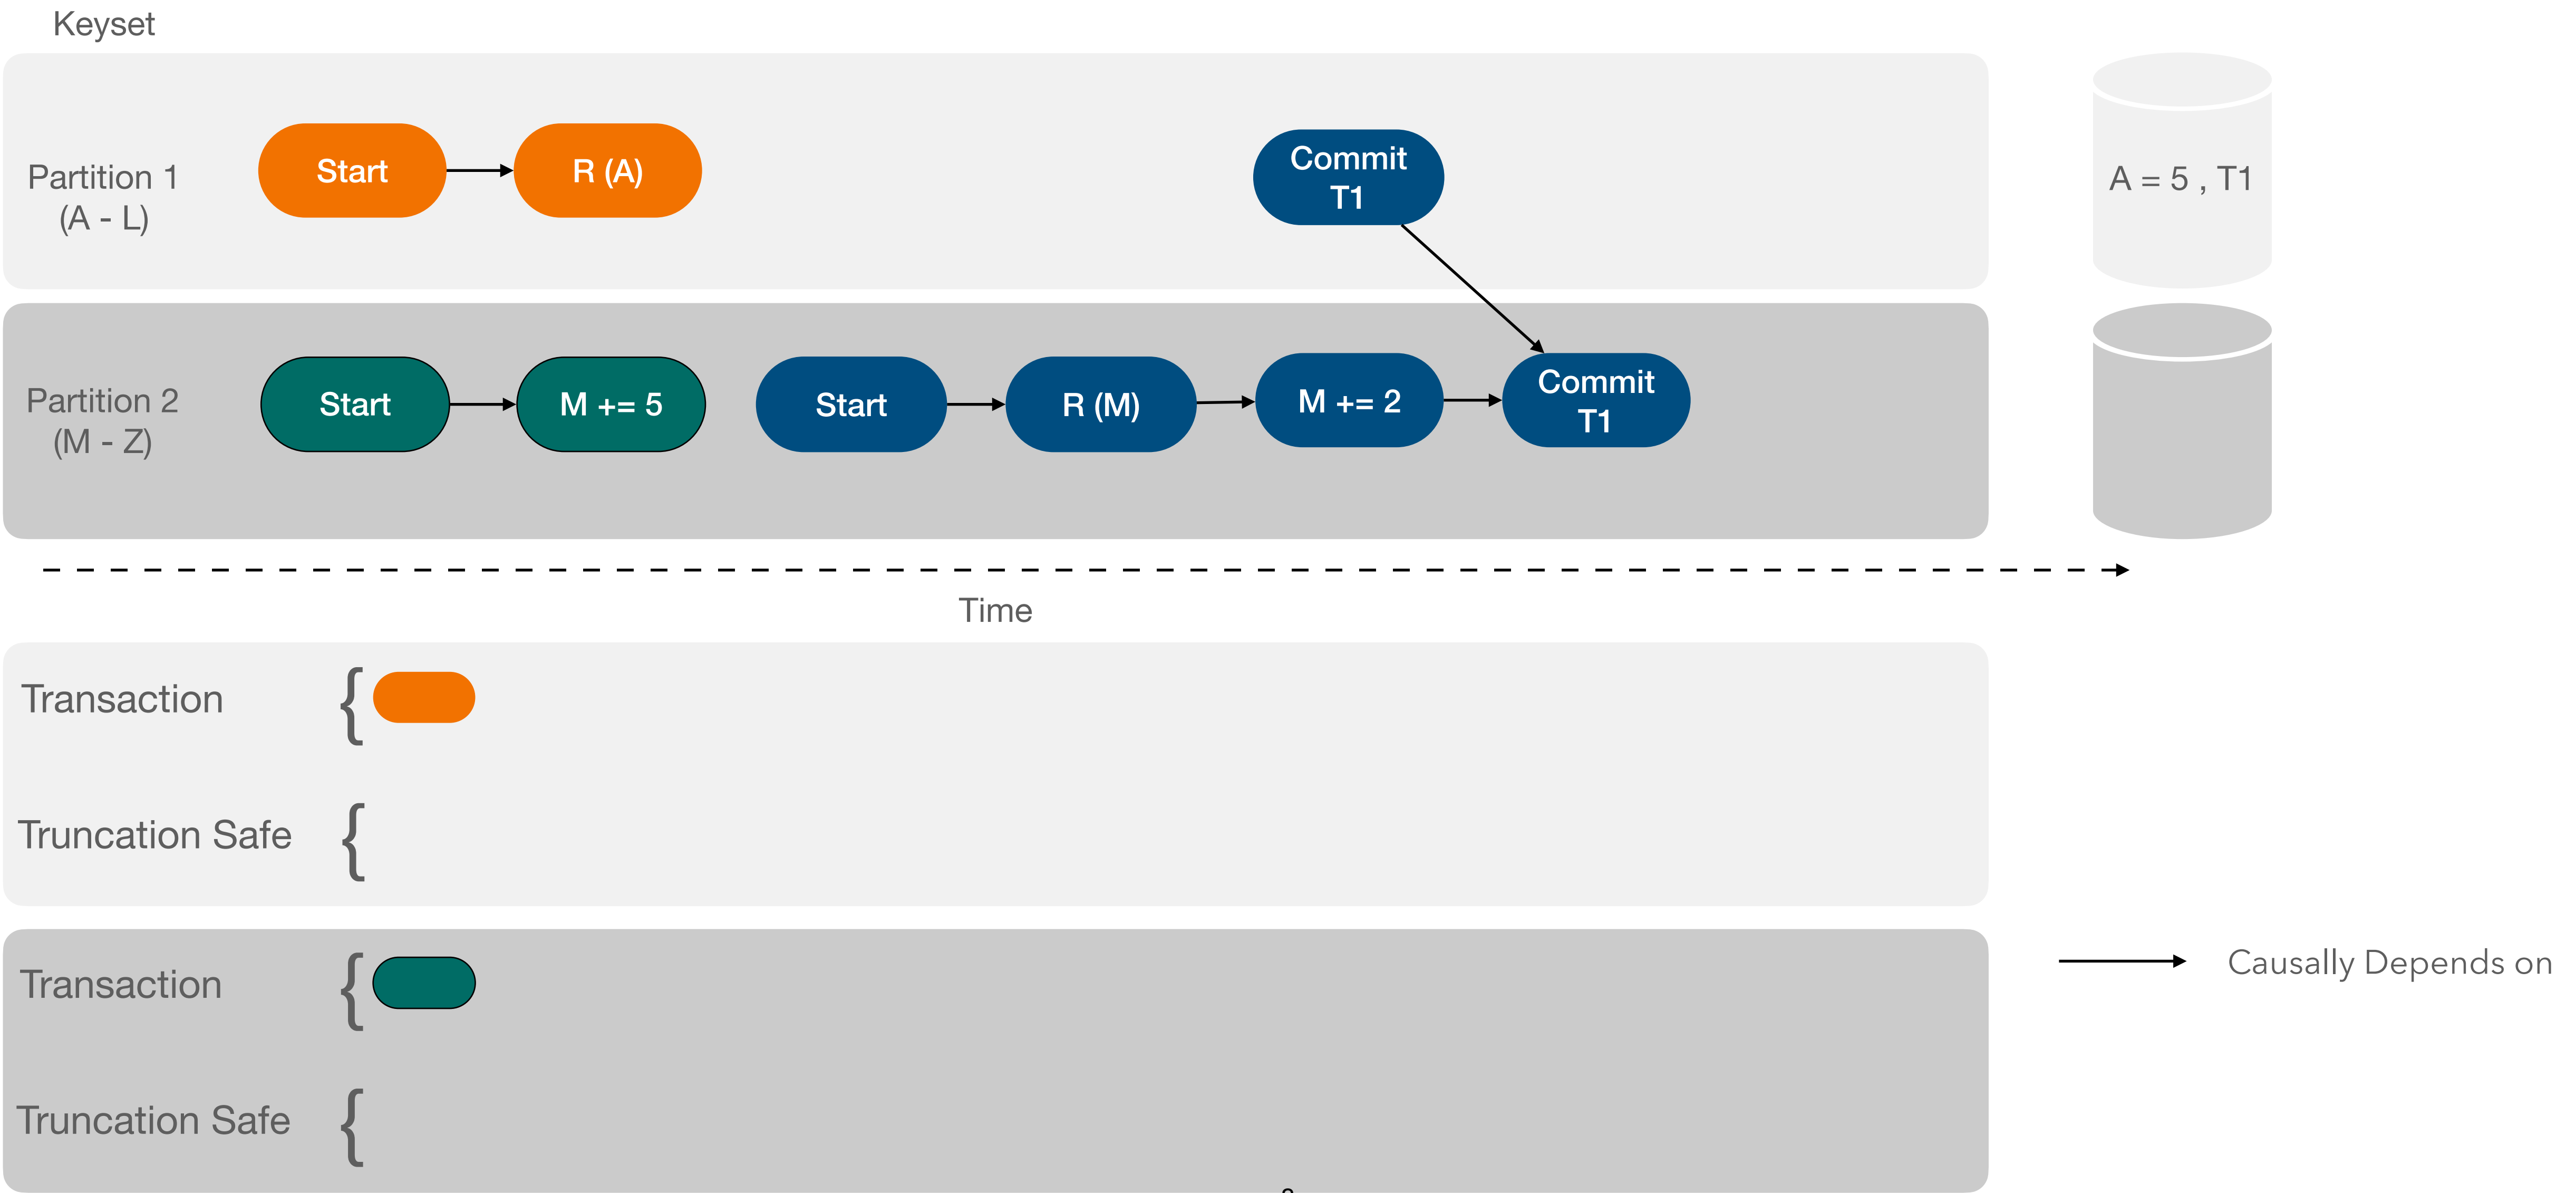 Keyset
Partition 1
(A - L)
Start
R (A)
Commit
T1
A = 5 , T1
Partition 2
(M - Z)
Start
M += 5
Start
R (M)
M += 2
Commit
T1
Time
Transaction {
Truncation Safe {
Transaction {
Causally Depends on
Truncation Safe {